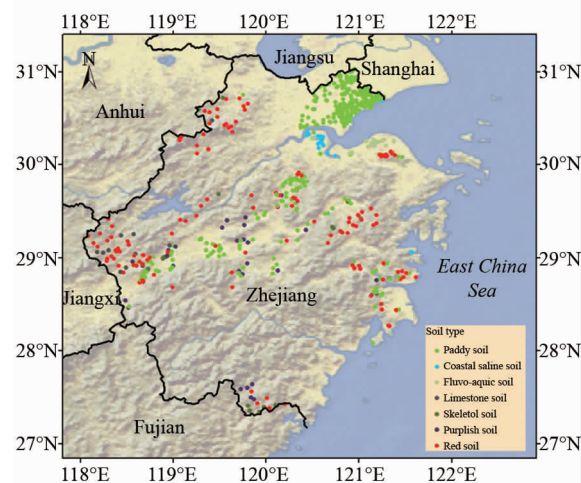 118°E 119°E 120°E 121°E 122°E
Jiangsu
31°N 31°N
Shanghai
N
Anhui
30°N 30°N
29°N 29°N
East China
Sea
Jiangxi
Zhejiang
Soil type
Paddy soil
28°N 28°N
Coastal saline soil
Fluvo-aquic soil
Limestone soil
Skeletol soil
Fujian
Purplish soil
27°N 27°N
Red soil
118°E 119°E 120°E 121°E 122°E